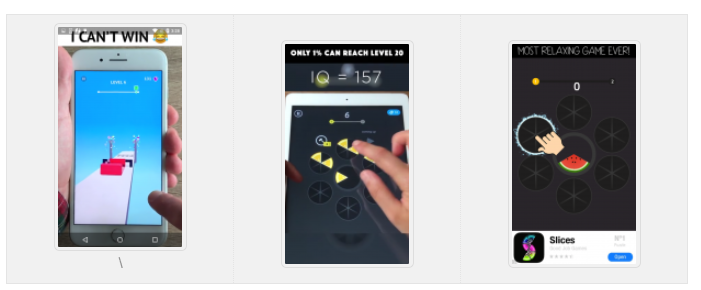 I CAN'T WIN 😂
LEVEL 6
\
ONLY 1% CAN REACH LEVEL 20
IQ = 157
6
MOST RELAXING GAME EVER!
0
2
Slices
Open